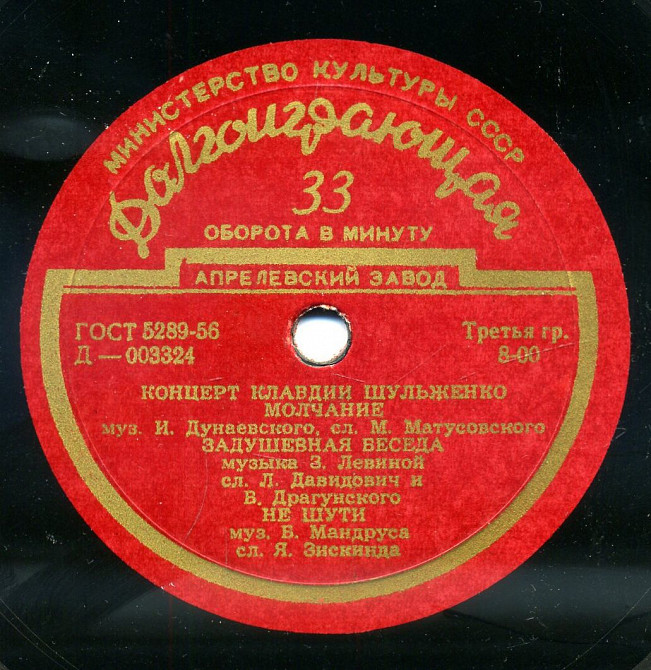 МИНИСТЕРСТВО КУЛЬТУРЫ СССР
Долгоиграющая
33
ОБОРОТА В МИНУТУ
АПРЕЛЕВСКИЙ ЗАВОД
ГОСТ 5289-56
Д — 003324
Третья гр.
8-00
КОНЦЕРТ КЛАВДИИ ШУЛЬЖЕНКО
МОЛЧАНИЕ
муз. И. Дунаевского, сл. М. Матусовского
ЗАДУШЕВНАЯ БЕСЕДА
музыка З. Левиной
сл. Л. Давидович и
В. Драгунского
НЕ ШУТИ
муз. Б. Мандруса
сл. Я. Зискинда